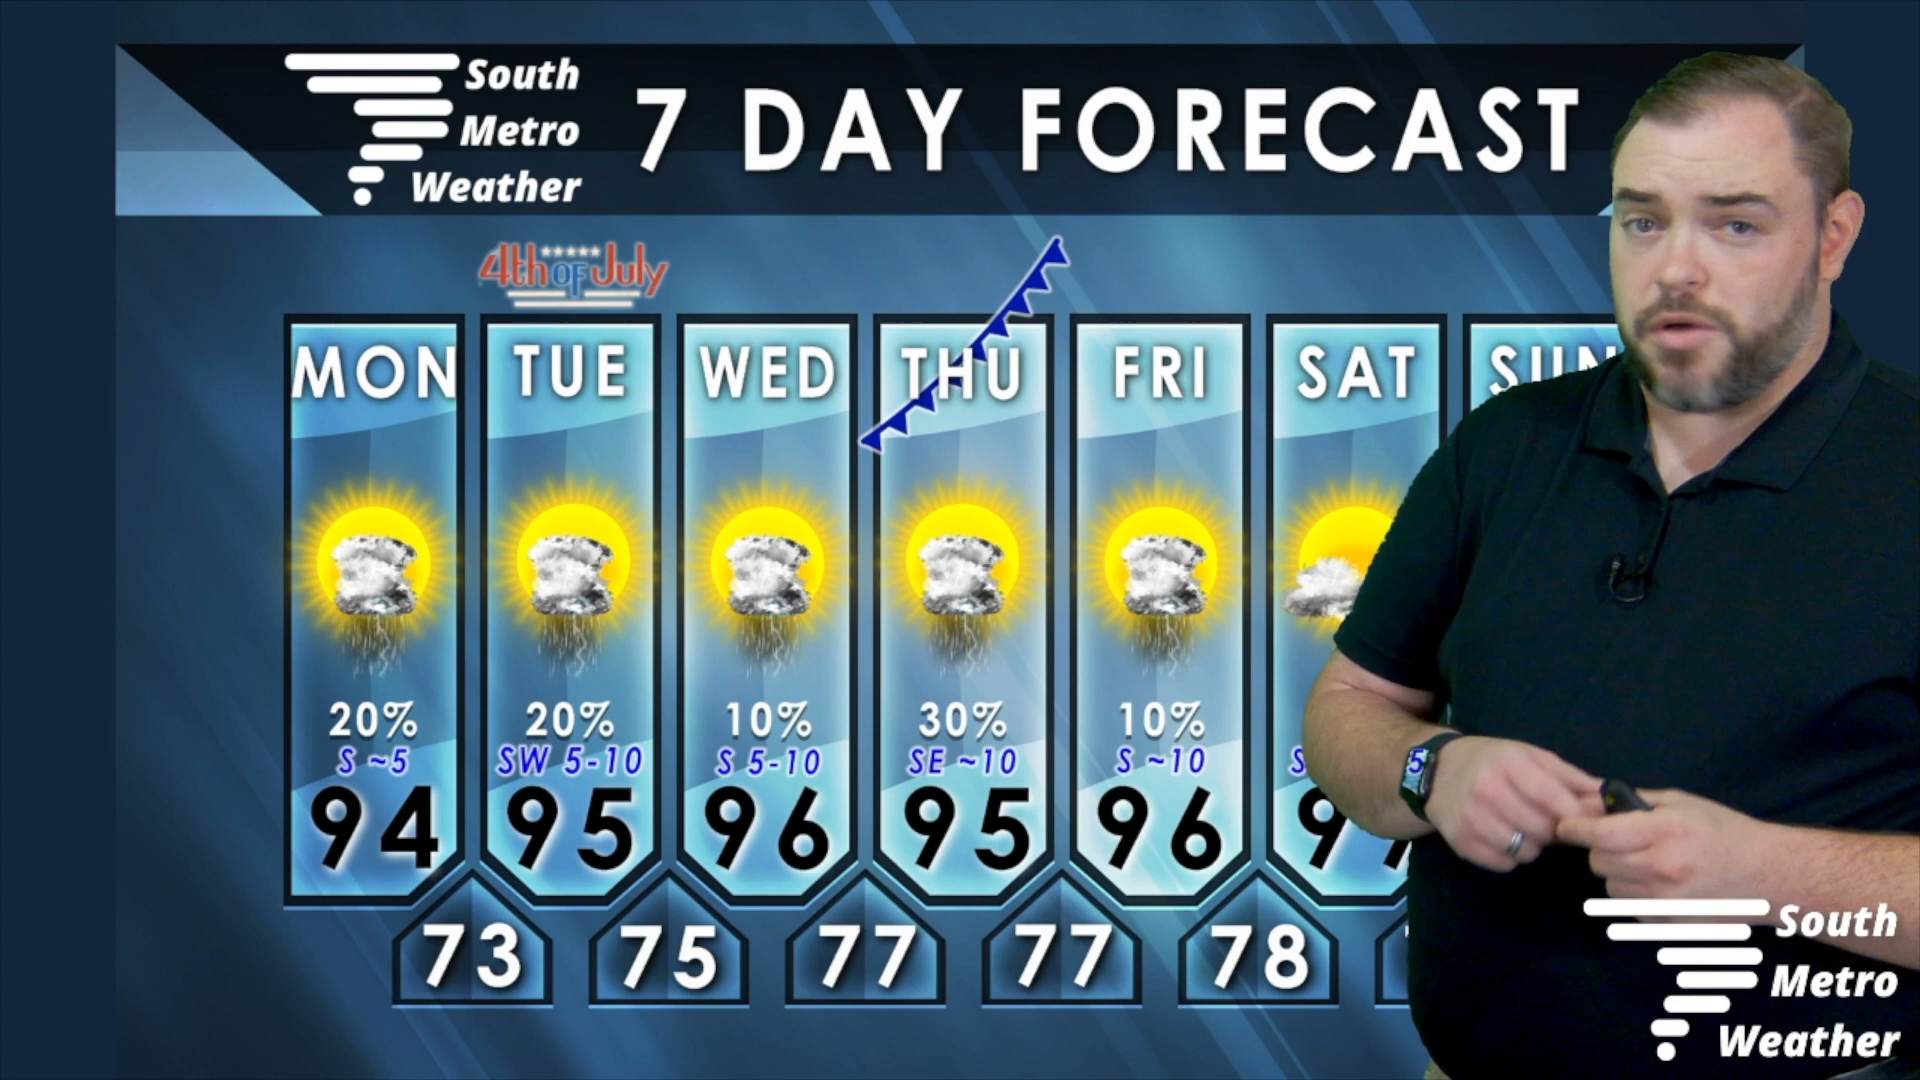 South
Metro
Weather
7 DAY FORECAST
4th OF July
MON TUE WED THU FRI SAT SUN
20% 20% 10% 30% 10%
S ~5 SW 5-10 S 5-10 SE ~10 S ~10
94 95 96 95 96
73 75 77 77 78
South
Metro
Weather